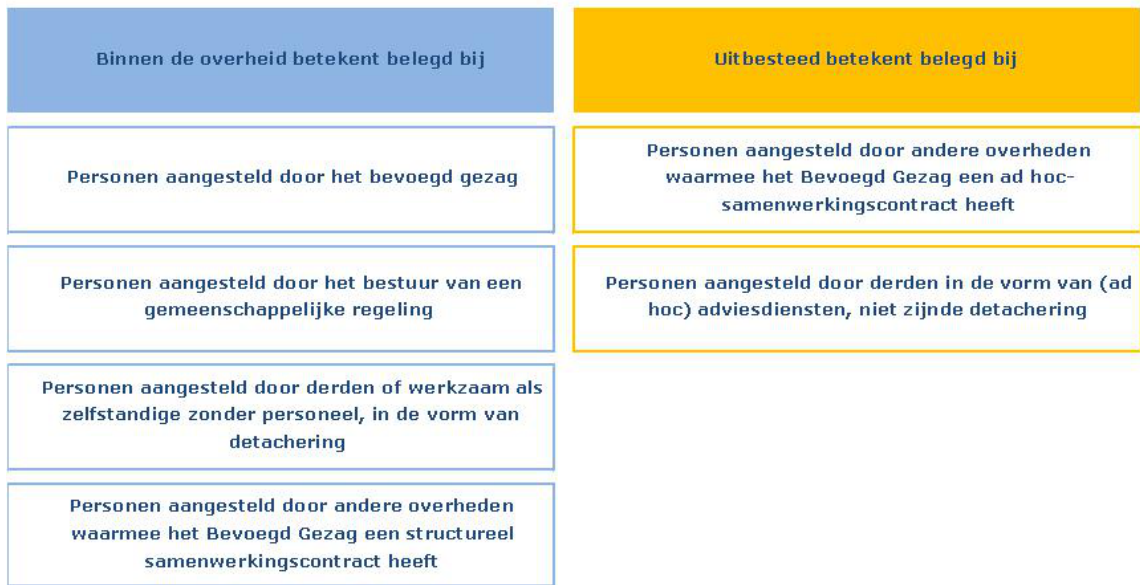 Binnen de overheid betekent belegd bij
Personen aangesteld door het bevoegd gezag
Personen aangesteld door het bestuur van een
gemeenschappelijke regeling
Personen aangesteld door derden of werkzaam als
zelfstandige zonder personeel, in de vorm van
detachering
Personen aangesteld door andere overheden
waarmee het Bevoegd Gezag een structureel
samenwerkingscontract heeft
Uitbesteed betekent belegd bij
Personen aangesteld door andere overheden
waarmee het Bevoegd Gezag een ad hoc-
samenwerkingscontract heeft
Personen aangesteld door derden in de vorm van (ad
hoc) adviesdiensten, niet zijnde detachering